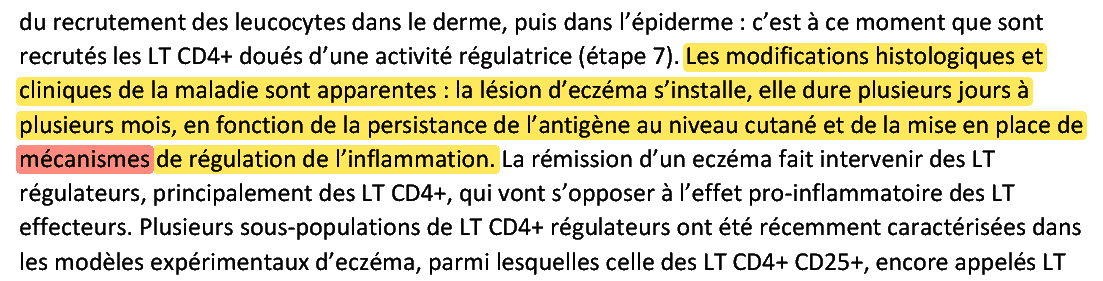 du recrutement des leucocytes dans le derme, puis dans l’épiderme : c’est à ce moment que sont
recrutés les LT CD4+ doués d’une activité régulatrice (étape 7). Les modifications histologiques et
cliniques de la maladie sont apparentes : la lésion d’eczéma s’installe, elle dure plusieurs jours à
plusieurs mois, en fonction de la persistance de l’antigène au niveau cutané et de la mise en place de
mécanismes de régulation de l’inflammation. La rémission d’un eczéma fait intervenir des LT
régulateurs, principalement des LT CD4+, qui vont s’opposer à l’effet pro-inflammatoire des LT
effecteurs. Plusieurs sous-populations de LT CD4+ régulateurs ont été récemment caractérisées dans
les modèles expérimentaux d’eczéma, parmi lesquelles celle des LT CD4+ CD25+, encore appelés LT